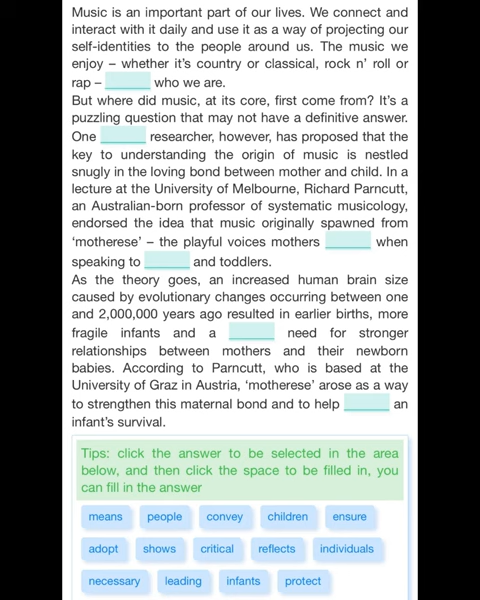 Music is an important part of our lives. We connect and
interact with it daily and use it as a way of projecting our
self-identities to the people around us. The music we
enjoy – whether it's country or classical, rock n' roll or
rap – who we are.
But where did music, at its core, first come from? It's a
puzzling question that may not have a definitive answer.
One researcher, however, has proposed that the
key to understanding the origin of music is nestled
snugly in the loving bond between mother and child. In a
lecture at the University of Melbourne, Richard Parncutt,
an Australian-born professor of systematic musicology,
endorsed the idea that music originally spawned from
'motherese' – the playful voices mothers when
speaking to and toddlers.
As the theory goes, an increased human brain size
caused by evolutionary changes occurring between one
and 2,000,000 years ago resulted in earlier births, more
fragile infants and a need for stronger
relationships between mothers and their newborn
babies. According to Parncutt, who is based at the
University of Graz in Austria, 'motherese' arose as a way
to strengthen this maternal bond and to help an
infant's survival.
Tips: click the answer to be selected in the area
below, and then click the space to be filled in, you
can fill in the answer
means people convey children ensure
adopt shows critical reflects individuals
necessary leading infants protect